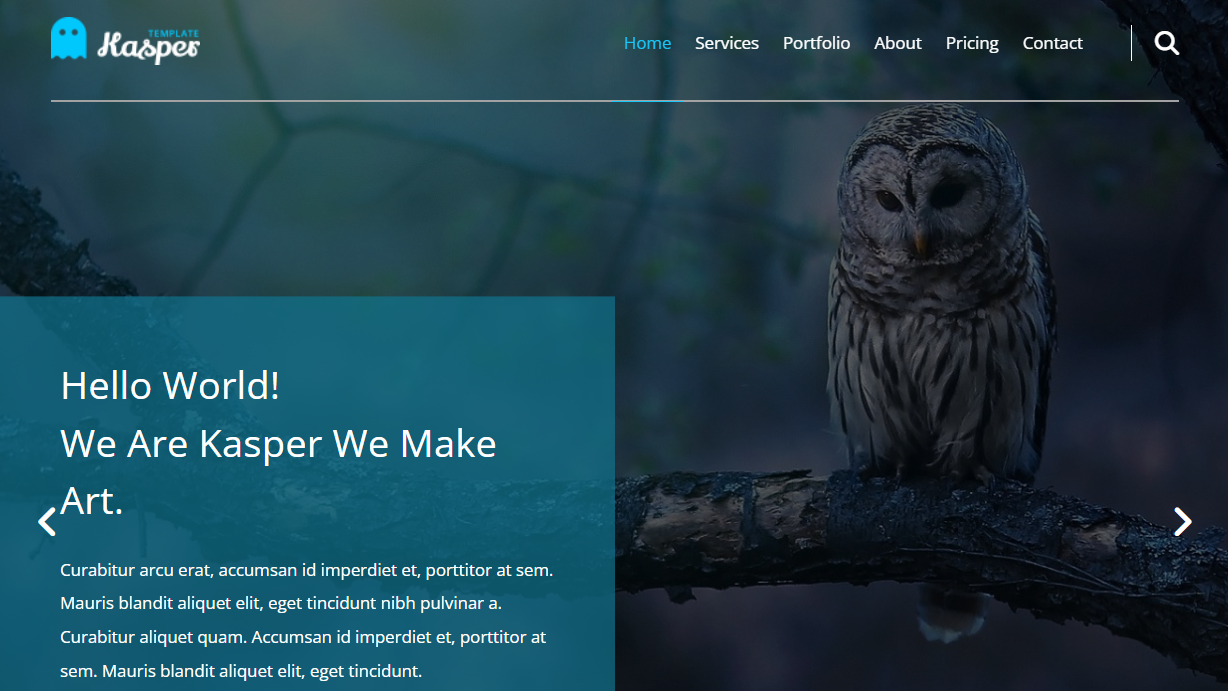 TEMPLATE
Kasper
Home Services Portfolio About Pricing Contact
Hello World!
We Are Kasper We Make
Art.
Curabitur arcu erat, accumsan id imperdiet et, porttitor at sem.
Mauris blandit aliquet elit, eget tincidunt nibh pulvinar a.
Curabitur aliquet quam. Accumsan id imperdiet et, porttitor at
sem. Mauris blandit aliquet elit, eget tincidunt.